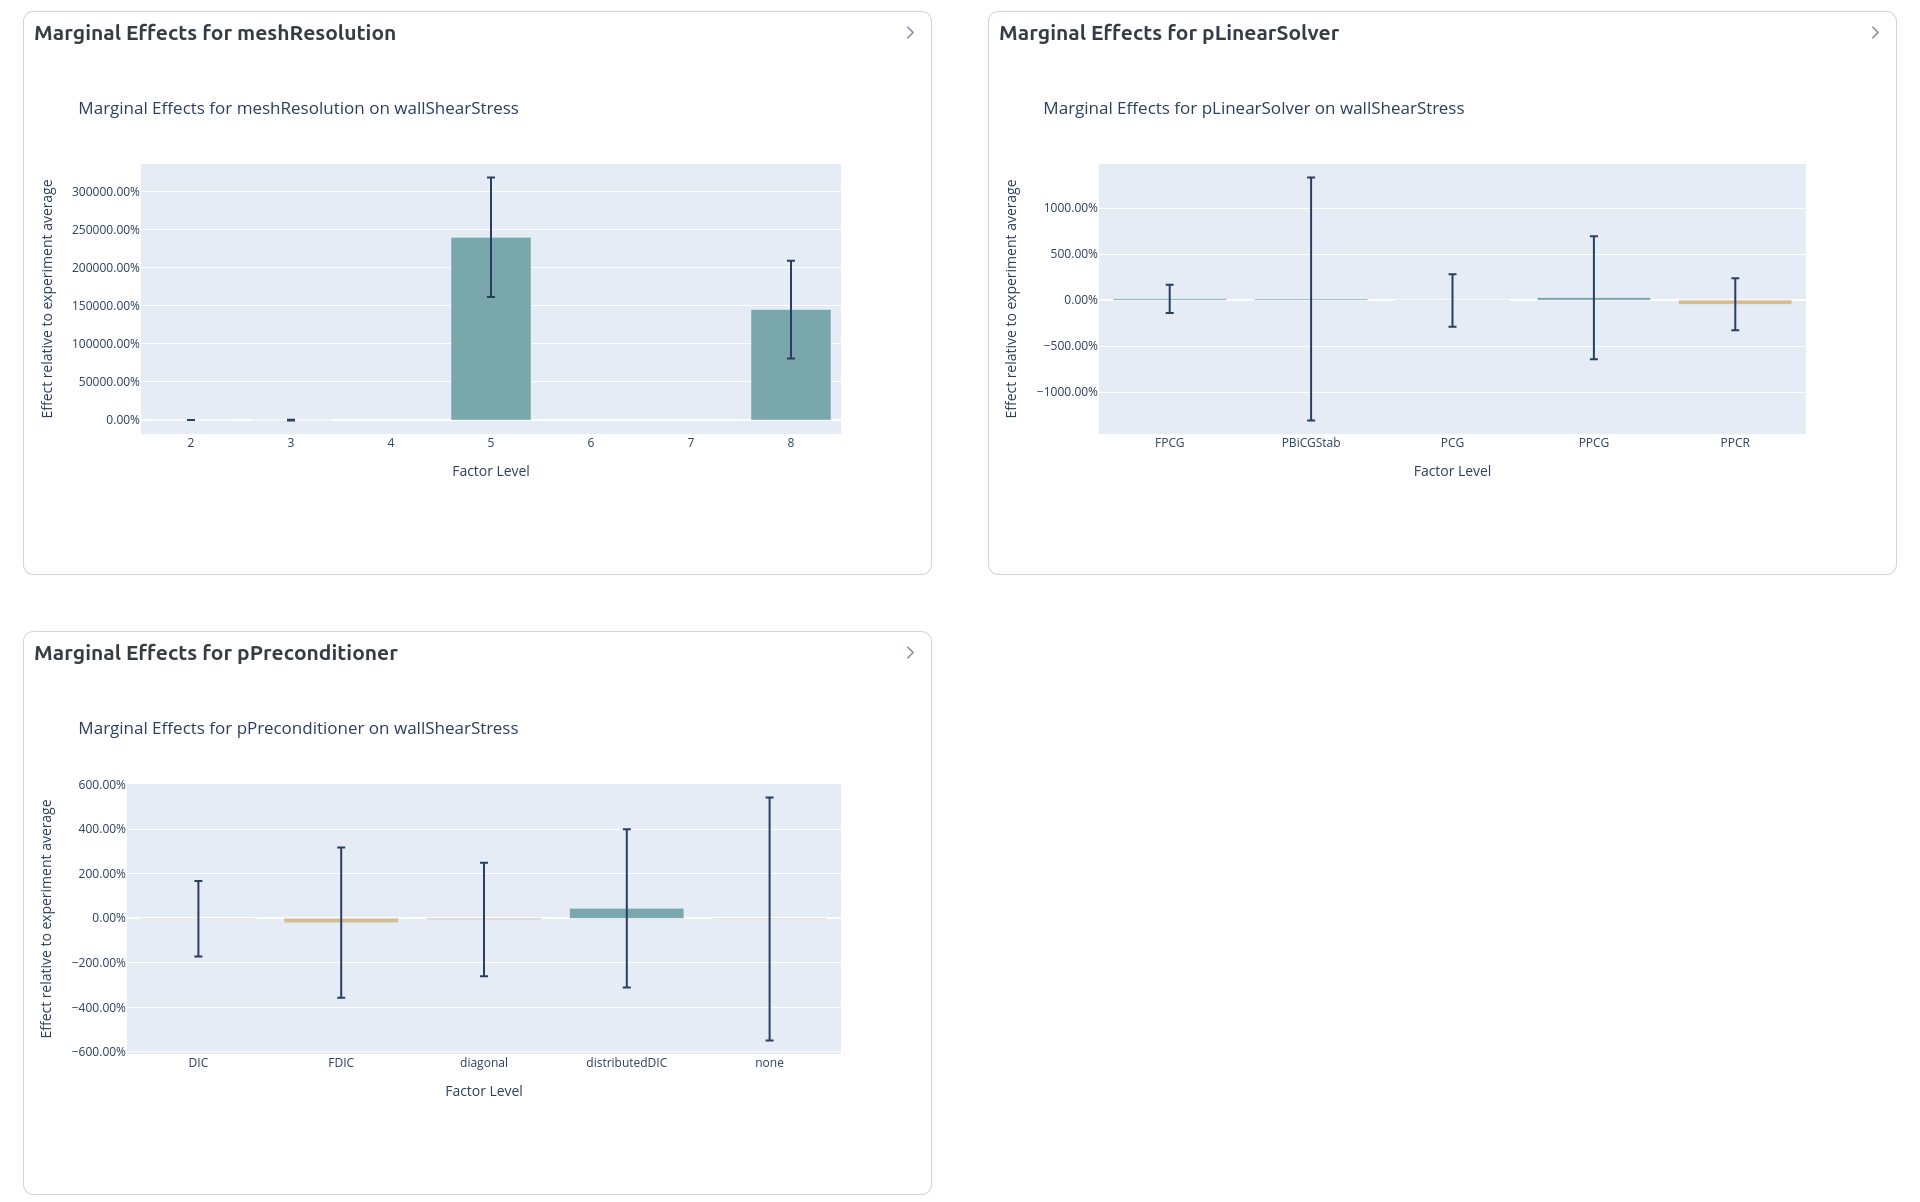 Marginal Effects for meshResolution
Marginal Effects for meshResolution on wallShearStress
Effect relative to experiment average
300000.00%
250000.00%
200000.00%
150000.00%
100000.00%
50000.00%
0.00%
2 3 4 5 6 7 8
Factor Level
Marginal Effects for pLinearSolver
Marginal Effects for pLinearSolver on wallShearStress
Effect relative to experiment average
1000.00%
500.00%
0.00%
−500.00%
−1000.00%
FPCG PBiCGStab PCG PPCG PPCR
Factor Level
Marginal Effects for pPreconditioner
Marginal Effects for pPreconditioner on wallShearStress
Effect relative to experiment average
600.00%
400.00%
200.00%
0.00%
−200.00%
−400.00%
−600.00%
DIC FDIC diagonal distributedDIC none
Factor Level